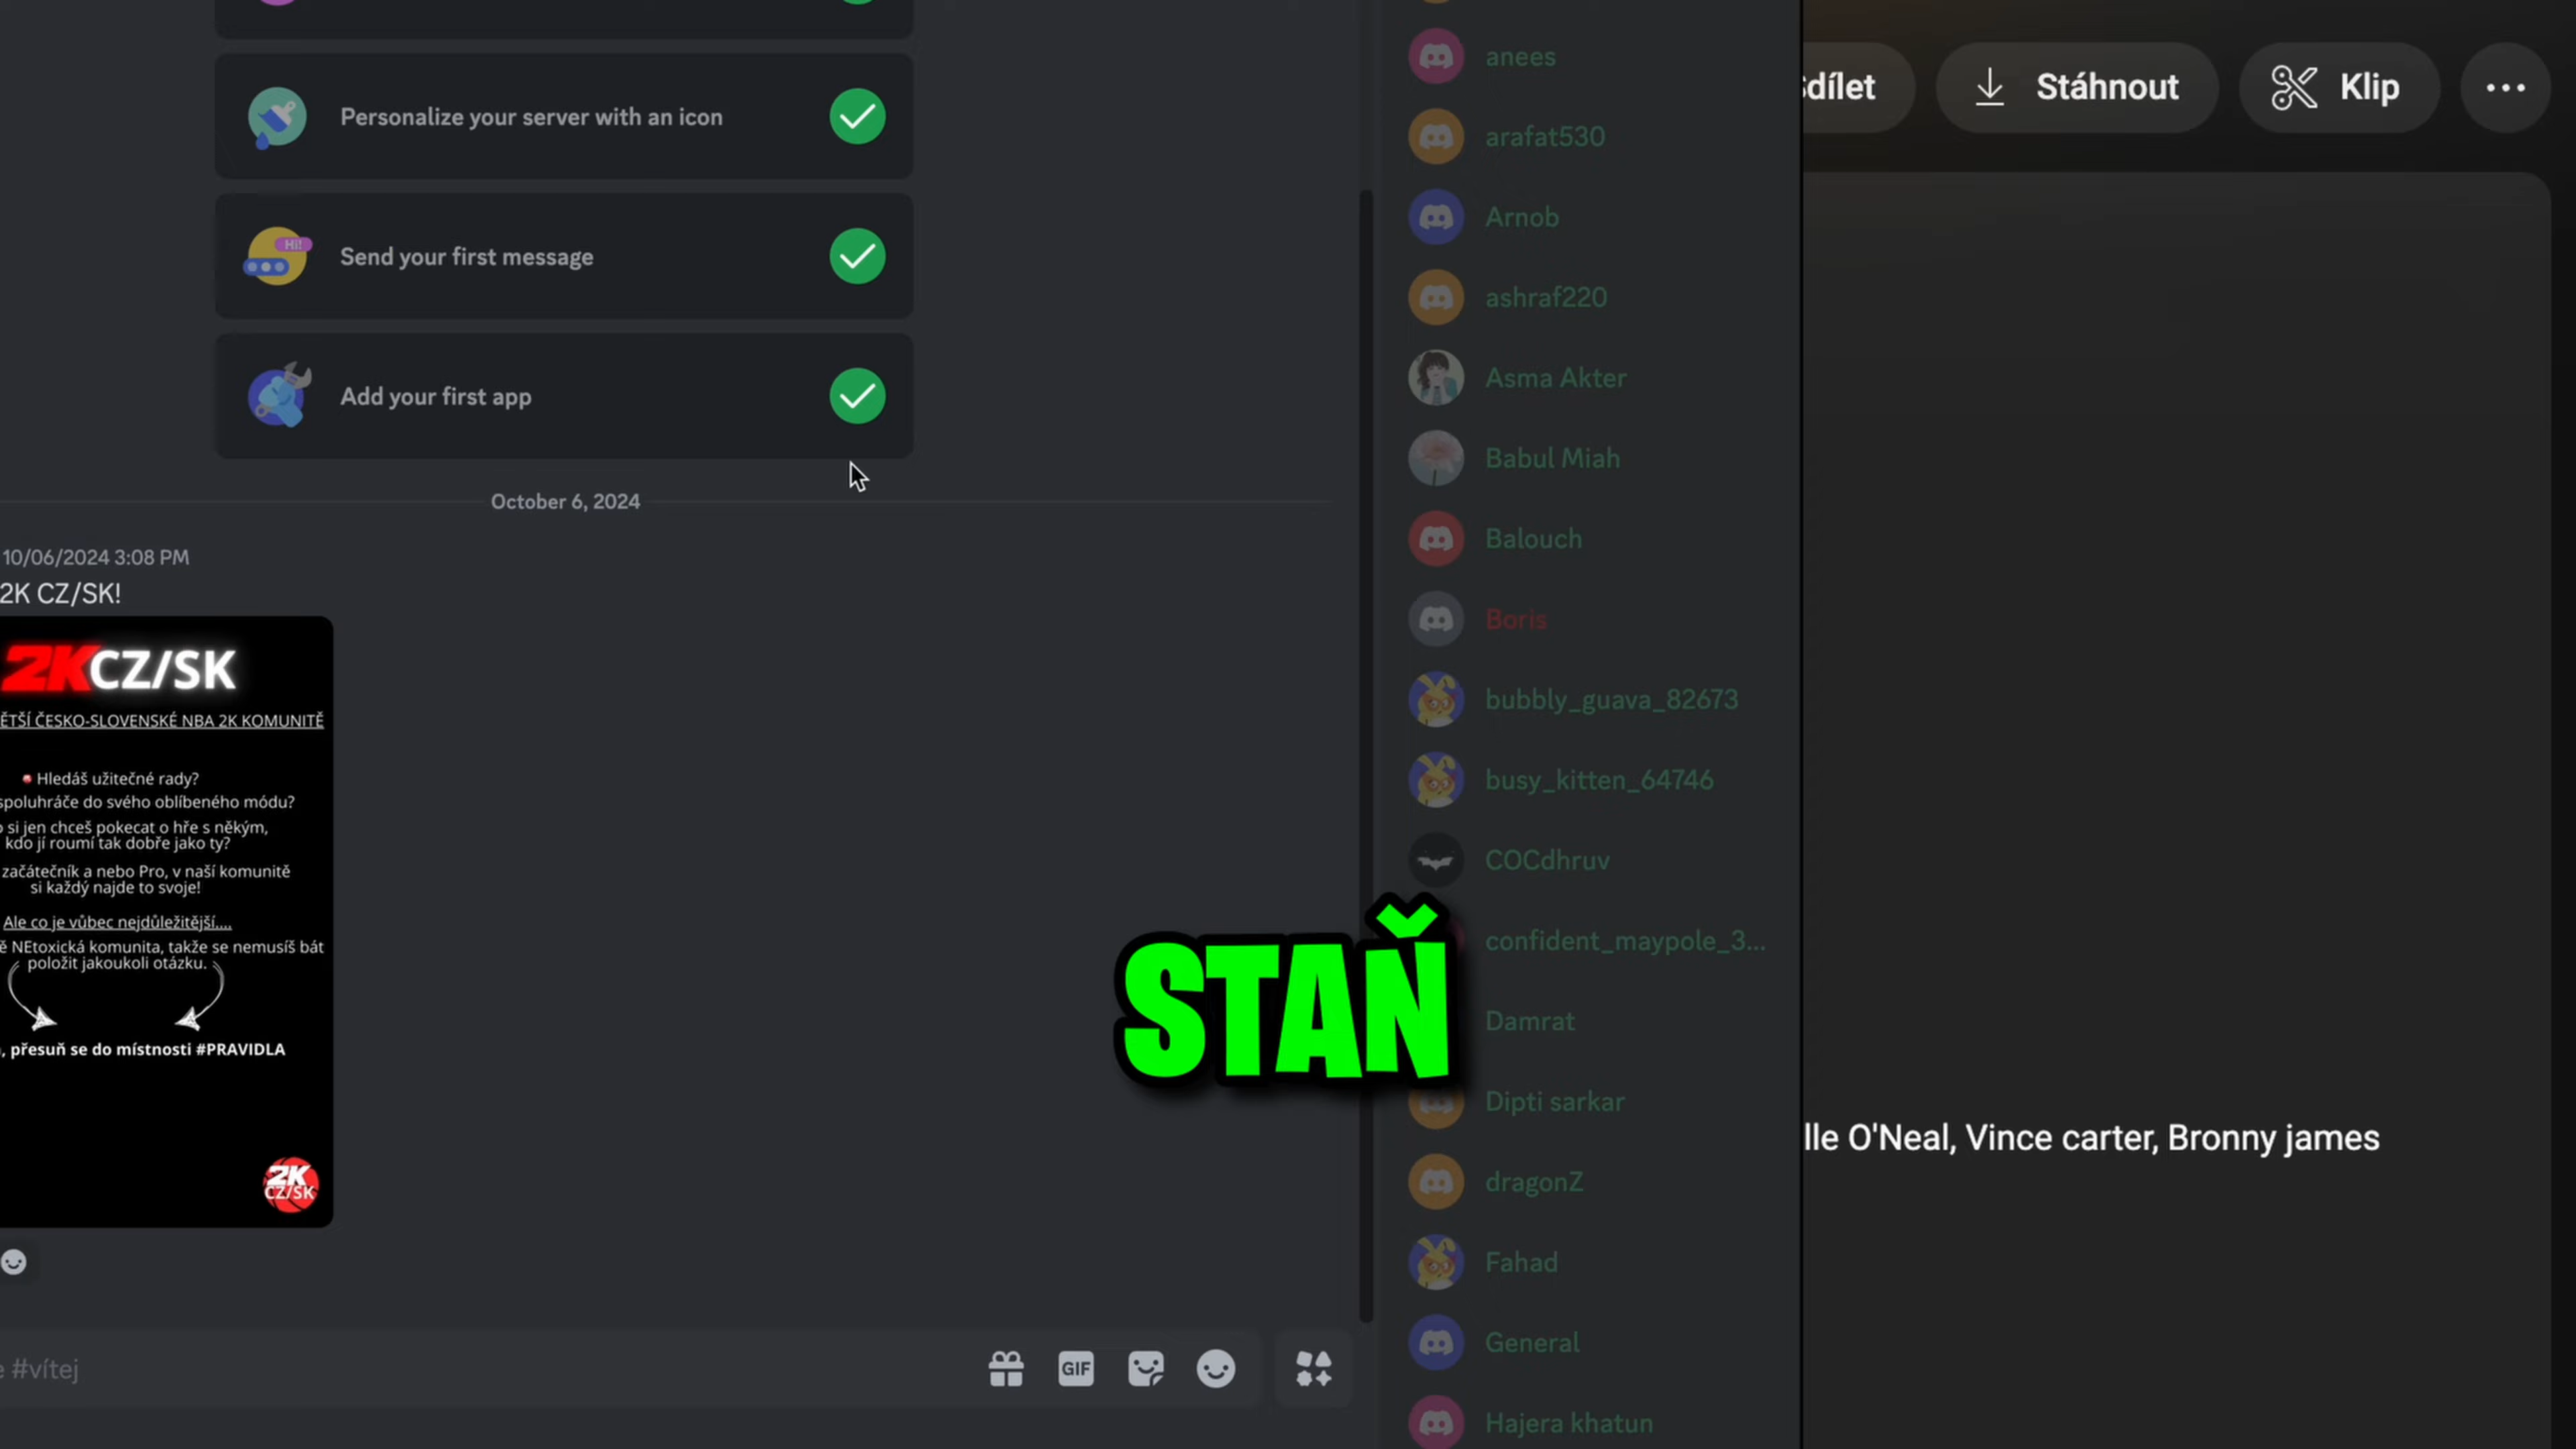 Personalize your server with an icon
Send your first message
Hi!
Add your first app
October 6, 2024
10/06/2024 3:08 PM
2K CZ/SK!
2KCZ/SK
ĚTŠÍ ČESKO-SLOVENSKÉ NBA 2K KOMUNITĚ
Hledáš užitečné rady?
spoluhráče do svého oblíbeného módu?
o si jen chceš pokecat o hře s někým,
kdo jí roumí tak dobře jako ty?
začátečník a nebo Pro, v naší komunitě
si každý najde to svoje!
Ale co je vůbec nejdůležitější....
ě NEtoxická komunita, takže se nemusíš bát
položit jakoukoli otázku.
, přesuň se do místnosti #PRAVIDLA
2K
CZ/SK
e #vítej
GIF
anees
arafat530
Arnob
ashraf220
Asma Akter
Babul Miah
Balouch
Boris
bubbly_guava_82673
busy_kitten_64746
COCdhruv
confident_maypole_3...
Damrat
Dipti sarkar
dragonZ
Fahad
General
Hajera khatun
STAŇ
Sdílet
Stáhnout
Klip
lle O'Neal, Vince carter, Bronny james